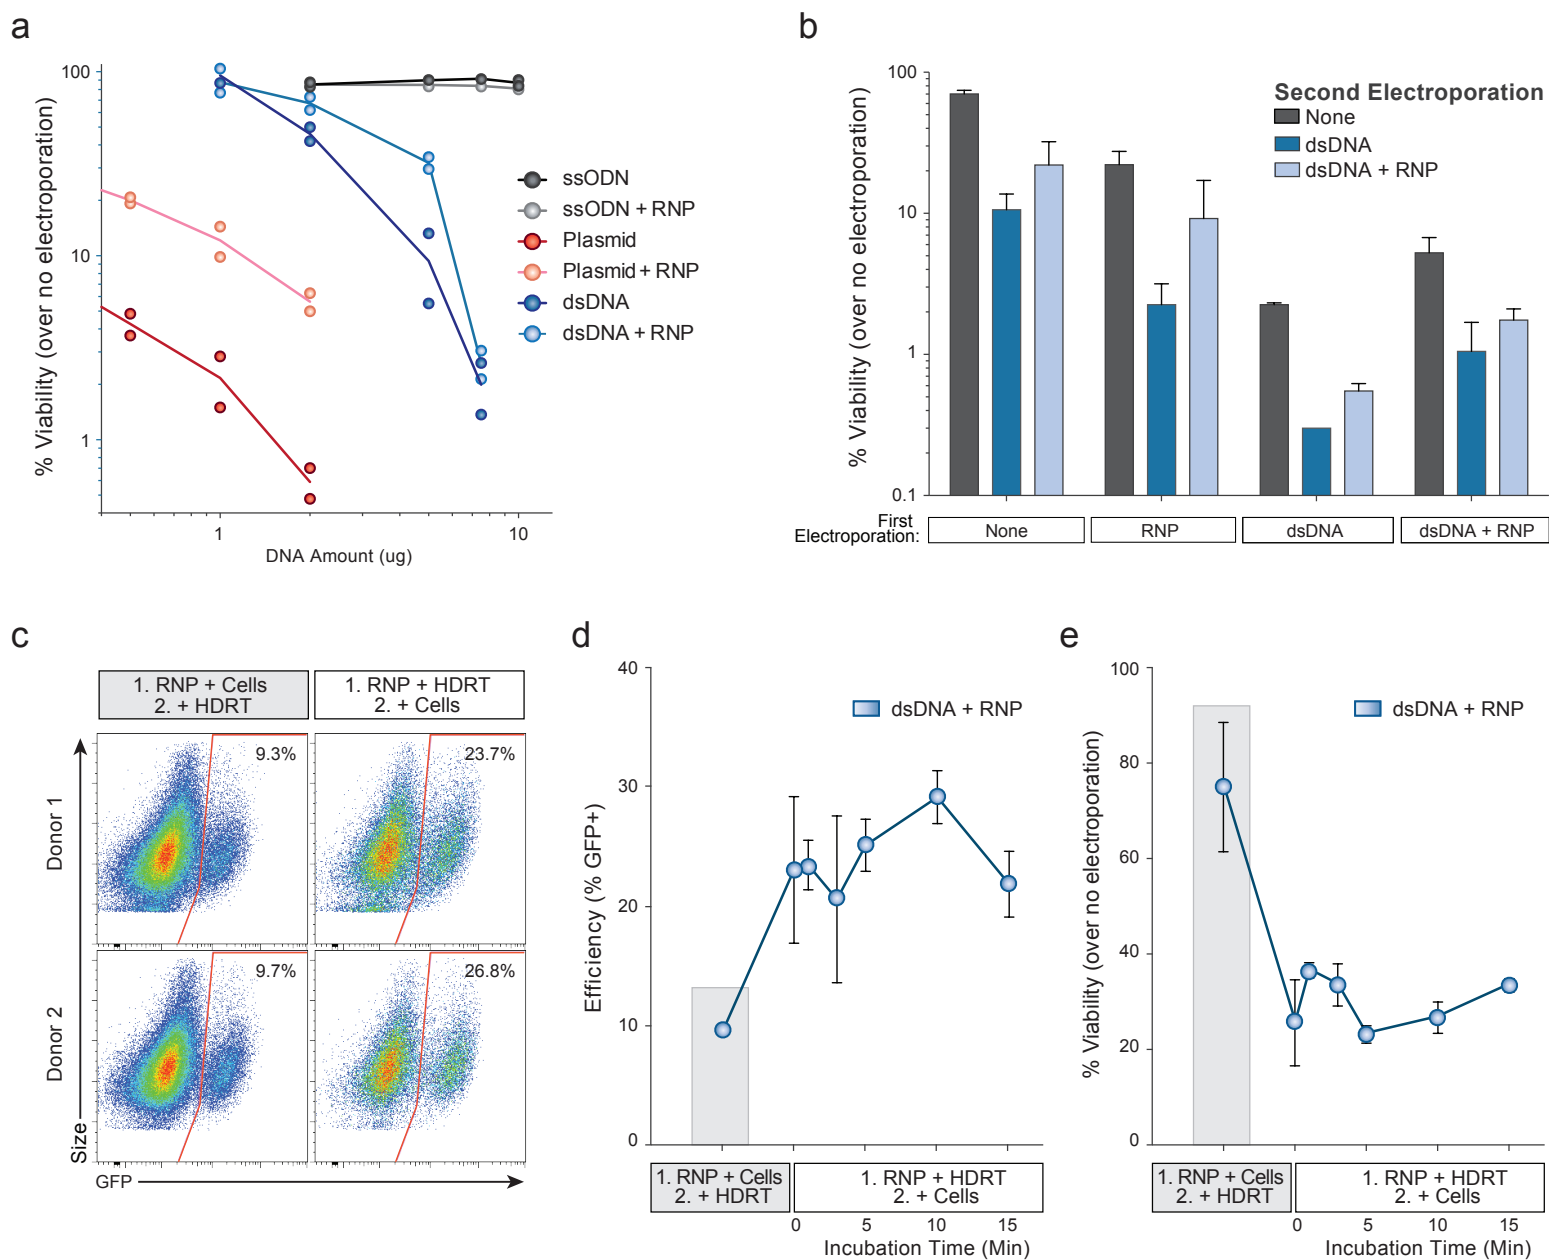 a
% Viability (over no electroporation)
100
10
1
1
10
DNA Amount (ug)
ssODN
ssODN + RNP
Plasmid
Plasmid + RNP
dsDNA
dsDNA + RNP
b
% Viability (over no electroporation)
100
10
1
0.1
Second Electroporation
None
dsDNA
dsDNA + RNP
First
Electroporation:
None
RNP
dsDNA
dsDNA + RNP
c
1. RNP + Cells
2. + HDRT
1. RNP + HDRT
2. + Cells
Donor 1
9.3%
23.7%
Donor 2
9.7%
26.8%
Size
GFP
d
Efficiency (% GFP+)
40
30
20
10
0
dsDNA + RNP
1. RNP + Cells
2. + HDRT
1. RNP + HDRT
2. + Cells
0
5
10
15
Incubation Time (Min)
e
% Viability (over no electroporation)
100
80
60
40
20
0
dsDNA + RNP
1. RNP + Cells
2. + HDRT
1. RNP + HDRT
2. + Cells
0
5
10
15
Incubation Time (Min)